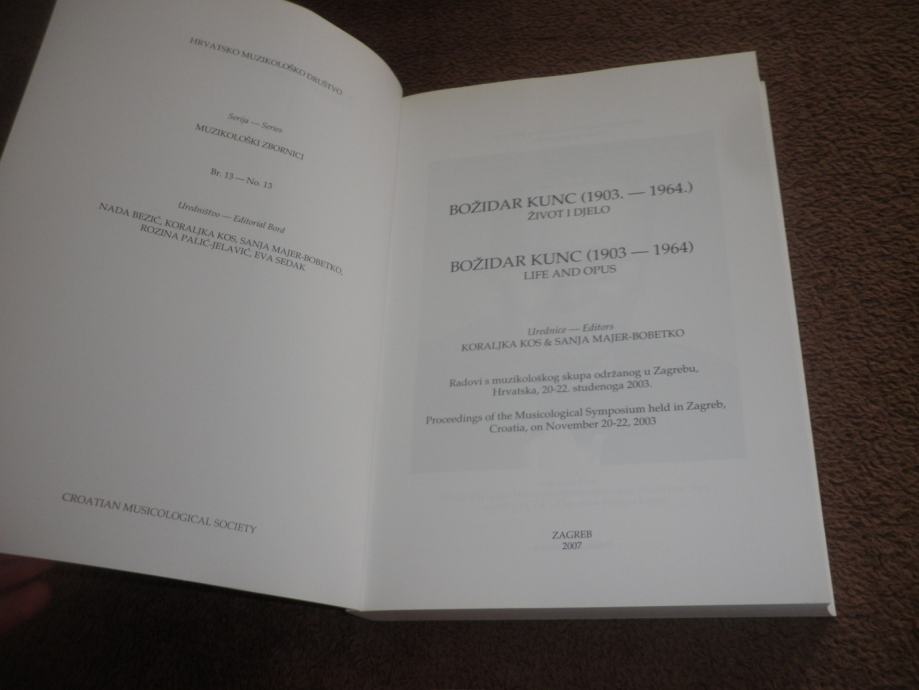 HRVATSKO MUZIKOLOŠKO DRUŠTVO
Serija — Series
MUZIKOLOŠKI ZBORNICI
Br. 13 — No. 13
Uredništvo — Editorial Bord
NADA BEZIĆ, KORALJKA KOS, SANJA MAJER-BOBETKO,
ROZINA PALIĆ-JELAVIĆ, EVA SEDAK
CROATIAN MUSICOLOGICAL SOCIETY
BOŽIDAR KUNC (1903. — 1964.)
ŽIVOT I DJELO
BOŽIDAR KUNC (1903 — 1964)
LIFE AND OPUS
Urednice — Editors
KORALJKA KOS & SANJA MAJER-BOBETKO
Radovi s muzikološkog skupa održanog u Zagrebu,
Hrvatska, 20-22. studenoga 2003.
Proceedings of the Musicological Symposium held in Zagreb,
Croatia, on November 20-22, 2003
ZAGREB
2007